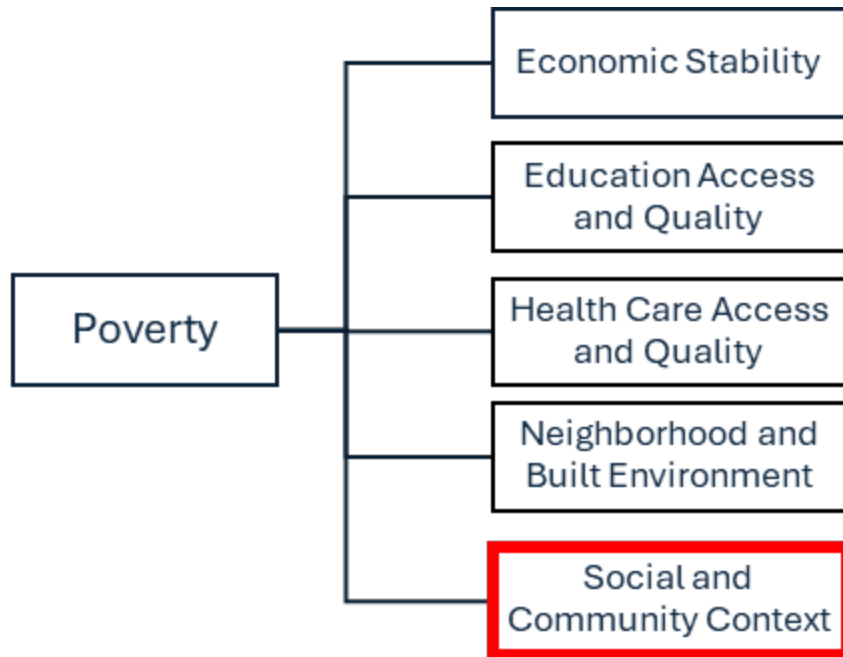 Economic Stability
Education Access
and Quality
Poverty
Health Care Access
and Quality
Neighborhood and
Built Environment
Social and
Community Context